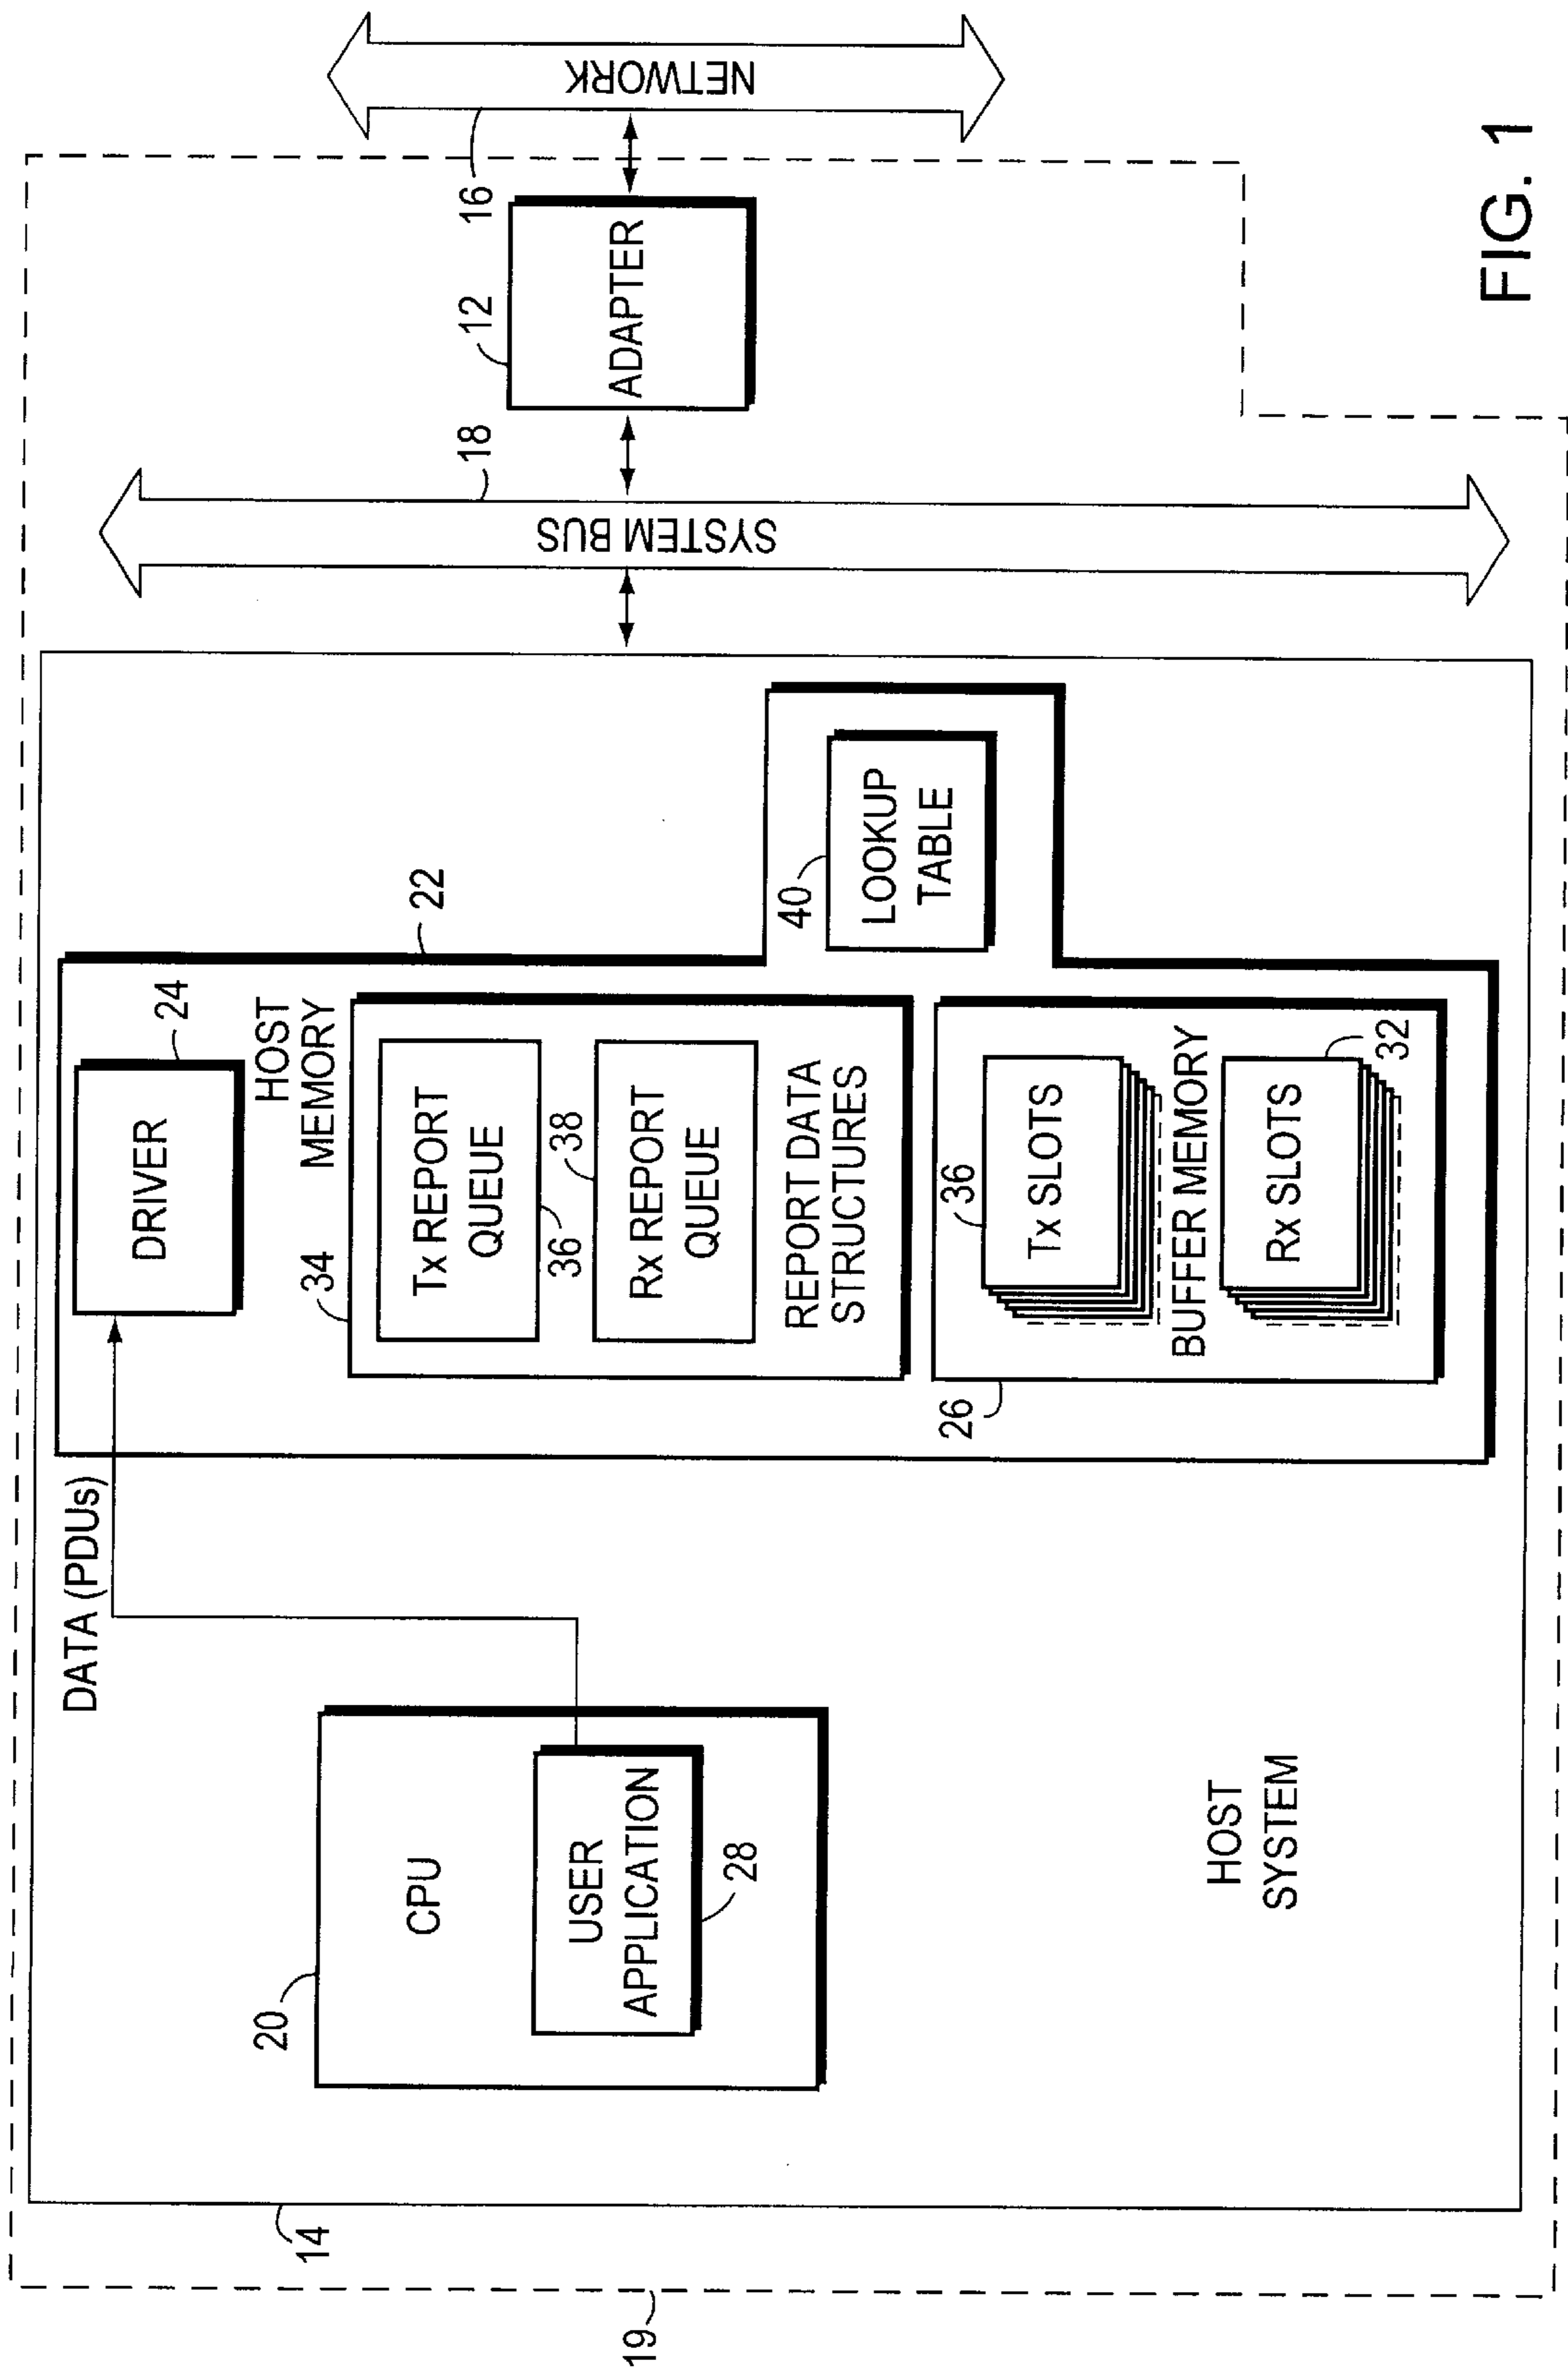 19
14
HOST
SYSTEM
20
CPU
USER
APPLICATION
28
DATA (PDUs)
22
HOST
MEMORY
DRIVER
24
34
Tx REPORT
QUEUE
36
38
Rx REPORT
QUEUE
REPORT DATA
STRUCTURES
26
36
Tx SLOTS
BUFFER MEMORY
Rx SLOTS
32
40
LOOKUP
TABLE
SYSTEM BUS
18
12
ADAPTER
16
NETWORK
FIG. 1